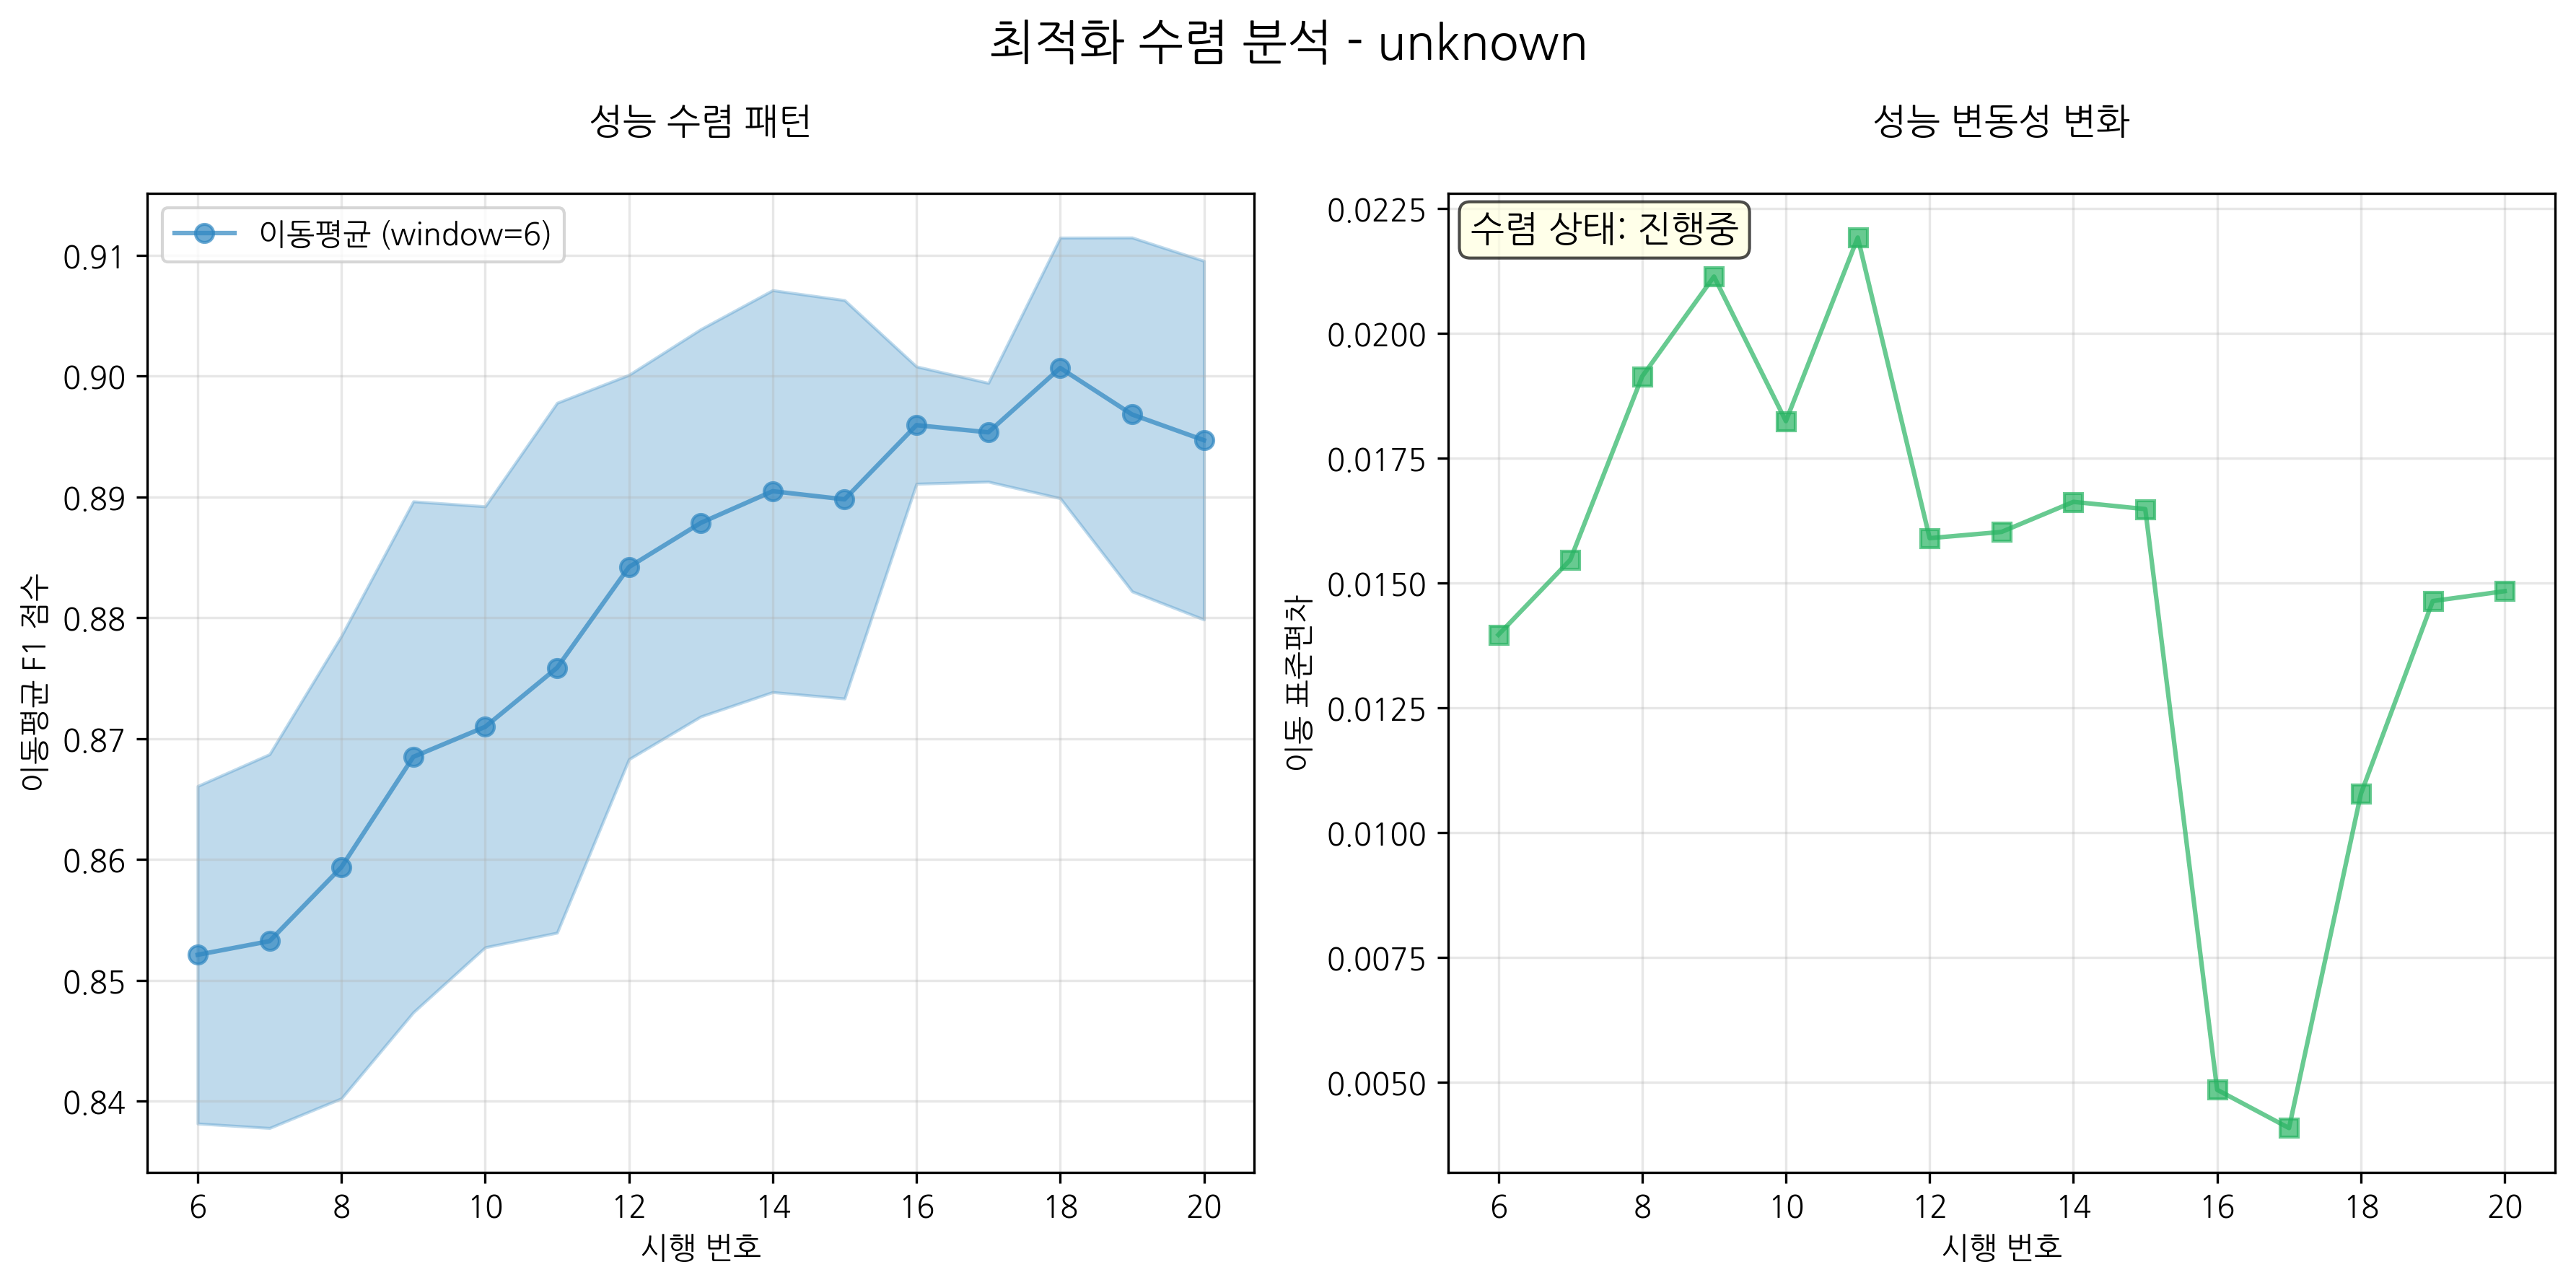 최적화 수렴 분석 - unknown
성능 수렴 패턴
이동평균 (window=6)
이동평균 F1 점수
0.91
0.90
0.89
0.88
0.87
0.86
0.85
0.84
6 8 10 12 14 16 18 20
시행 번호
성능 변동성 변화
수렴 상태: 진행중
이동 표준편차
0.0225
0.0200
0.0175
0.0150
0.0125
0.0100
0.0075
0.0050
6 8 10 12 14 16 18 20
시행 번호